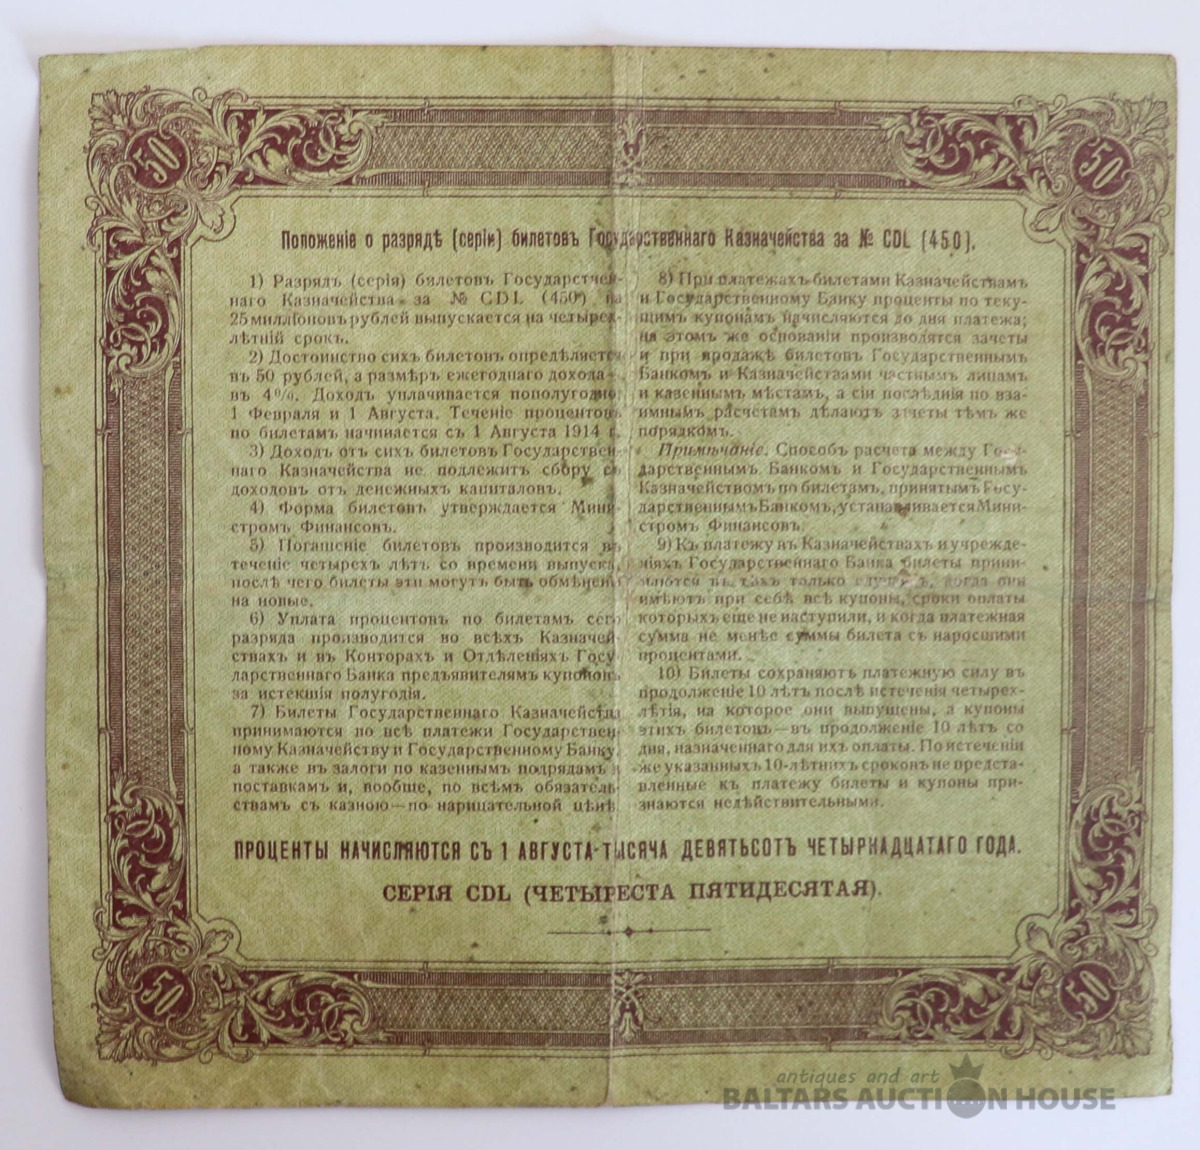 50
50
Положеніе о разрядѣ (серіи) билетовъ Государственнаго Казначейства за № CDL (450).
1) Разрядъ (серія) билетовъ Государствен-
наго Казначейства за № CDL (450) на
25 милліоновъ рублей выпускается на четырех-
лѣтній срокъ.
2) Достоинство сихъ билетовъ опредѣляется
въ 50 рублей, а размѣръ ежегоднаго дохода—
въ 4%. Доходъ уплачивается пополугодно
1 Февраля и 1 Августа. Теченіе процентовъ
по билетамъ начинается съ 1 Августа 1914 г.
3) Доходъ отъ сихъ билетовъ Государствен-
наго Казначейства не подлежитъ сбору съ
доходовъ отъ денежныхъ капиталовъ.
4) Форма билетовъ утверждается Мини-
стромъ Финансовъ.
5) Погашеніе билетовъ производится въ
теченіе четырехъ лѣтъ со времени выпуска,
послѣ чего билеты эти могутъ быть обмѣнены
на новые.
6) Уплата процентовъ по билетамъ сего
разряда производится во всѣхъ Казначей-
ствахъ и въ Конторахъ и Отдѣленіяхъ Госу-
дарственнаго Банка предъявителямъ купоновъ
за истекшія полугодія.
7) Билеты Государственнаго Казначейства
принимаются во всѣ платежи Государствен-
ному Казначейству и Государственному Банку,
а также въ залоги по казеннымъ подрядамъ и
поставкамъ и, вообще, по всѣмъ обязатель-
ствамъ съ казною—по нарицательной цѣнѣ.
8) При платежахъ билетами Казначействамъ
и Государственному Банку проценты по теку-
щимъ купонамъ начисляются до дня платежа;
на этомъ же основаніи производятся зачеты
и при продажѣ билетовъ Государственнымъ
Банкомъ и Казначействами частнымъ лицамъ
и казеннымъ мѣстамъ, а сіи послѣднія по вза-
имнымъ расчетамъ дѣлаютъ зачеты тѣмъ же
порядкомъ.
Примѣчаніе. Способъ расчета между Госу-
дарственнымъ Банкомъ и Государственнымъ
Казначействомъ по билетамъ, принятымъ Госу-
дарственнымъ Банкомъ, устанавливается Мини-
стромъ Финансовъ.
9) Къ платежу въ Казначействахъ и учрежде-
ніяхъ Государственнаго Банка билеты прини-
маются въ тѣхъ только случаяхъ, когда они
имѣютъ при себѣ всѣ купоны, сроки оплаты
которыхъ еще не наступили, и когда платежная
сумма не менѣе суммы билета съ наросшими
процентами.
10) Билеты сохраняютъ платежную силу въ
продолженіе 10 лѣтъ послѣ истеченія четырех-
лѣтія, на которое они выпущены, а купоны
этихъ билетовъ—въ продолженіе 10 лѣтъ со
дня, назначеннаго для ихъ оплаты. По истеченіи
же указанныхъ 10-лѣтнихъ сроковъ не предста-
вленные къ платежу билеты и купоны при-
знаются недѣйствительными.
ПРОЦЕНТЫ НАЧИСЛЯЮТСЯ СЪ 1 АВГУСТА ТЫСЯЧА ДЕВЯТЬСОТЪ ЧЕТЫРНАДЦАТАГО ГОДА.
СЕРІЯ CDL (ЧЕТЫРЕСТА ПЯТИДЕСЯТАЯ).
50
50
antiques and art
BALTARS AUCTION HOUSE